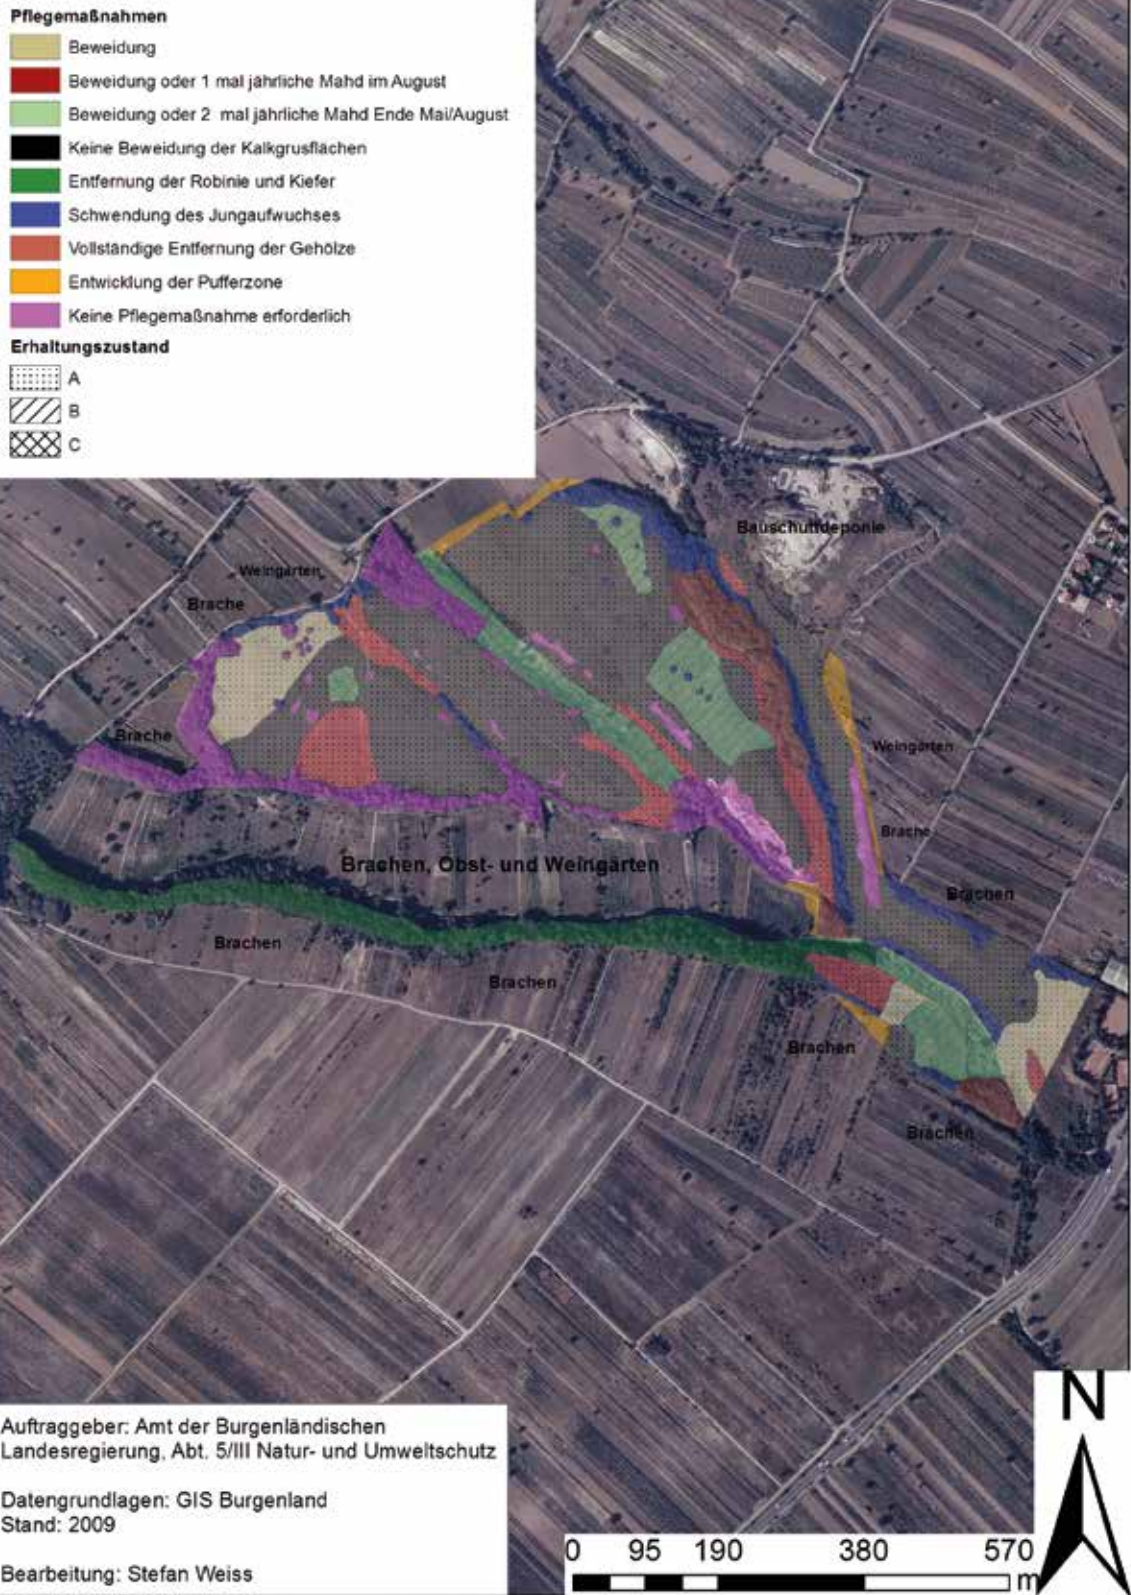 Pflegemaßnahmen
Beweidung
Beweidung oder 1 mal jährliche Mahd im August
Beweidung oder 2 mal jährliche Mahd Ende Mai/August
Keine Beweidung der Kalkgrusflächen
Entfernung der Robinie und Kiefer
Schwendung des Jungaufwuchses
Vollständige Entfernung der Gehölze
Entwicklung der Pufferzone
Keine Pflegemaßnahme erforderlich
Erhaltungszustand
A
B
C
Bauschuttdeponie
Weingärten
Brache
Brache
Weingärten
Brache
Brachen, Obst- und Weingärten
Brachen
Brachen
Brachen
Brachen
Brachen
Auftraggeber: Amt der Burgenländischen
Landesregierung, Abt. 5/III Natur- und Umweltschutz
Datengrundlagen: GIS Burgenland
Stand: 2009
Bearbeitung: Stefan Weiss
N
0 95 190 380 570
m